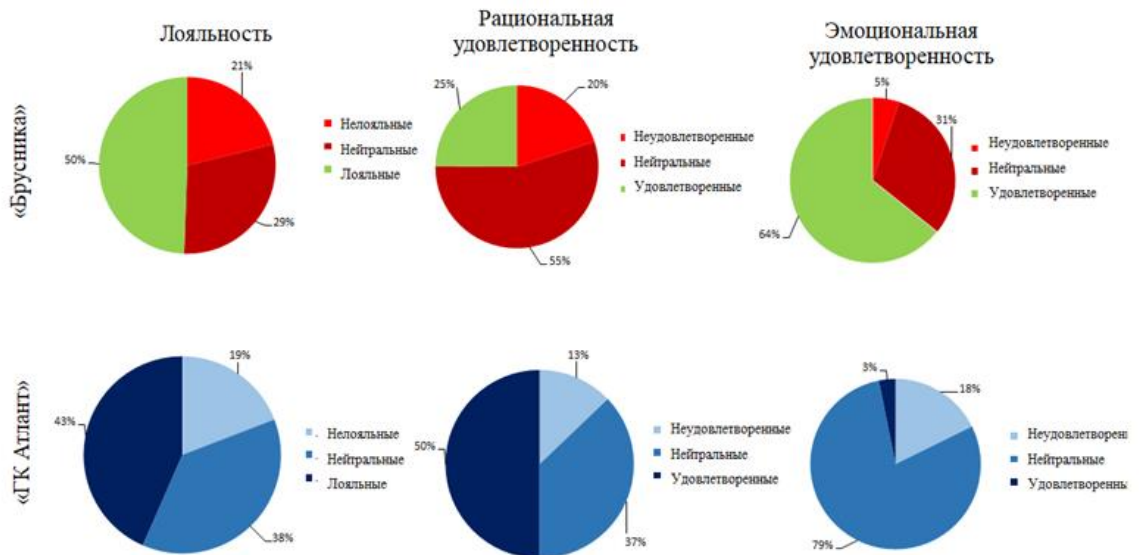 Лояльность
Рациональная
удовлетворенность
Эмоциональная
удовлетворенность
«Брусника»
21%
29%
50%
Нелояльные
Нейтральные
Лояльные
20%
55%
25%
Неудовлетворенные
Нейтральные
Удовлетворенные
5%
31%
64%
Неудовлетворенные
Нейтральные
Удовлетворенные
«ГК Атлант»
19%
38%
43%
Нелояльные
Нейтральные
Лояльные
13%
37%
50%
Неудовлетворенные
Нейтральные
Удовлетворенные
18%
79%
3%
Неудовлетворен
Нейтральные
Удовлетворенны